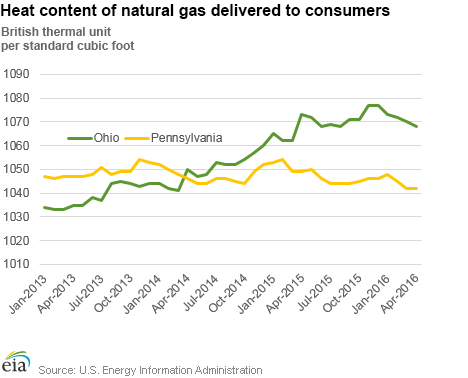 Heat content of natural gas delivered to consumers
British thermal unit
per standard cubic foot
1090
1080
1070
1060
1050
1040
1030
1020
1010
Ohio Pennsylvania
Jan-2013 Apr-2013 Jul-2013 Oct-2013 Jan-2014 Apr-2014 Jul-2014 Oct-2014 Jan-2015 Apr-2015 Jul-2015 Oct-2015 Jan-2016 Apr-2016
eia Source: U.S. Energy Information Administration